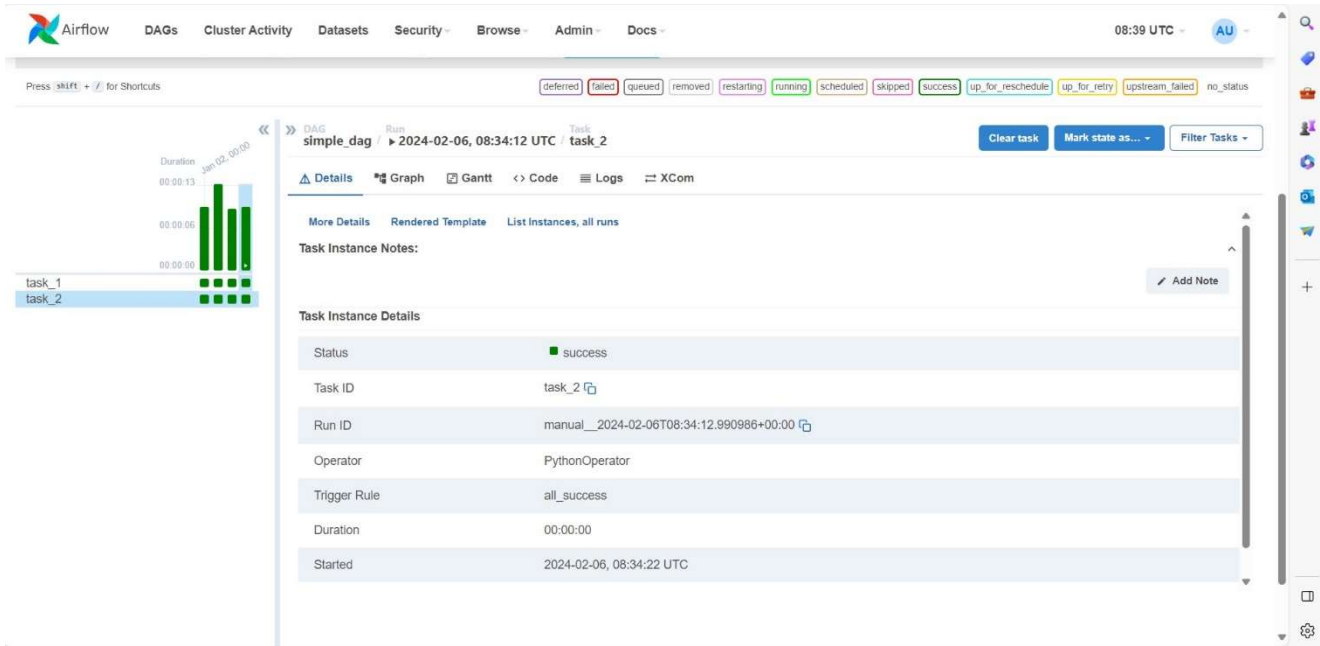 Airflow DAGs Cluster Activity Datasets Security Browse Admin Docs 08:39 UTC AU
Press shift + / for Shortcuts deferred failed queued removed restarting running scheduled skipped success up_for_reschedule up_for_retry upstream_failed no_status
DAG Run Task
simple_dag / 2024-02-06, 08:34:12 UTC / task_2 Clear task Mark state as... Filter Tasks
Duration Jan 02, 00:00
00:00:13
00:00:06
00:00:00
task_1
task_2
Details Graph Gantt Code Logs XCom
More Details Rendered Template List Instances, all runs
Task Instance Notes:
Add Note
Task Instance Details
Status success
Task ID task_2
Run ID manual__2024-02-06T08:34:12.990986+00:00
Operator PythonOperator
Trigger Rule all_success
Duration 00:00:00
Started 2024-02-06, 08:34:22 UTC